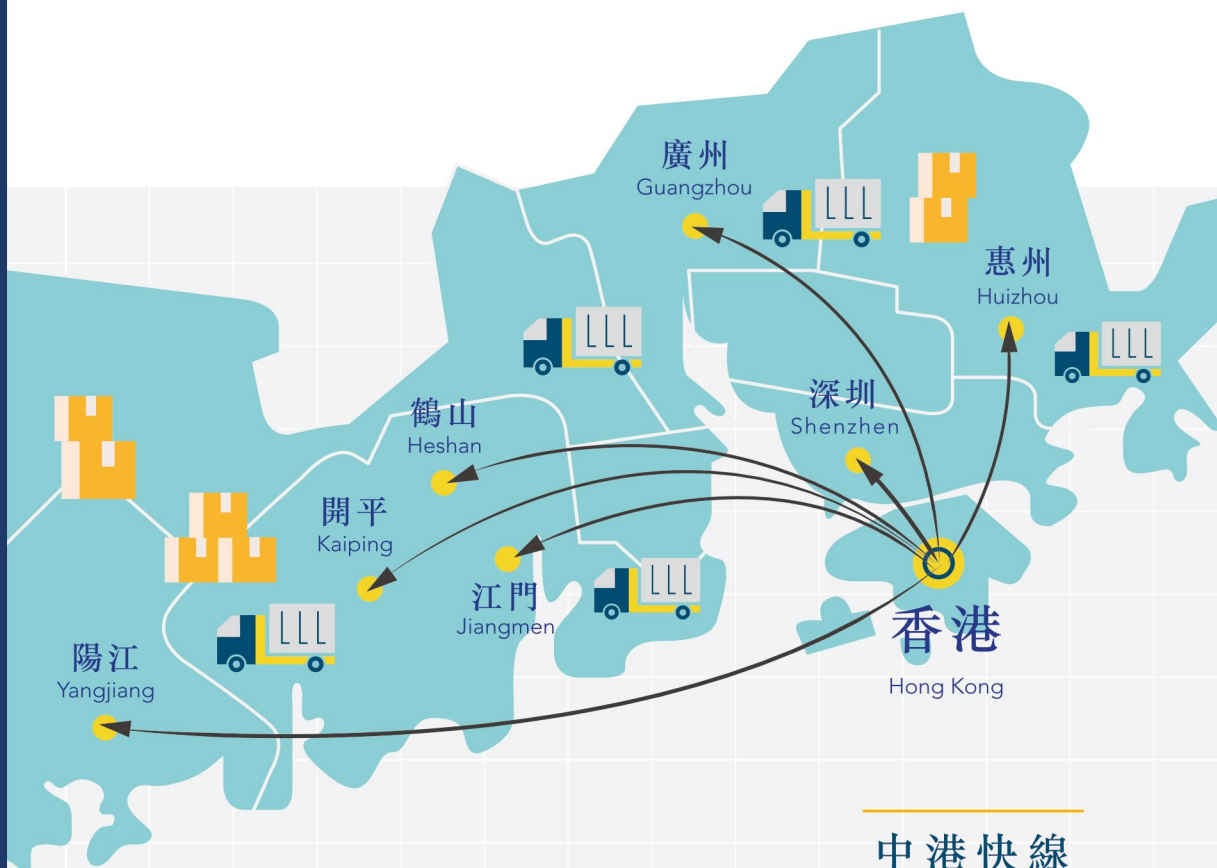 廣州
Guangzhou
惠州
Huizhou
深圳
Shenzhen
鶴山
Heshan
開平
Kaiping
江門
Jiangmen
陽江
Yangjiang
香港
Hong Kong
中港快線